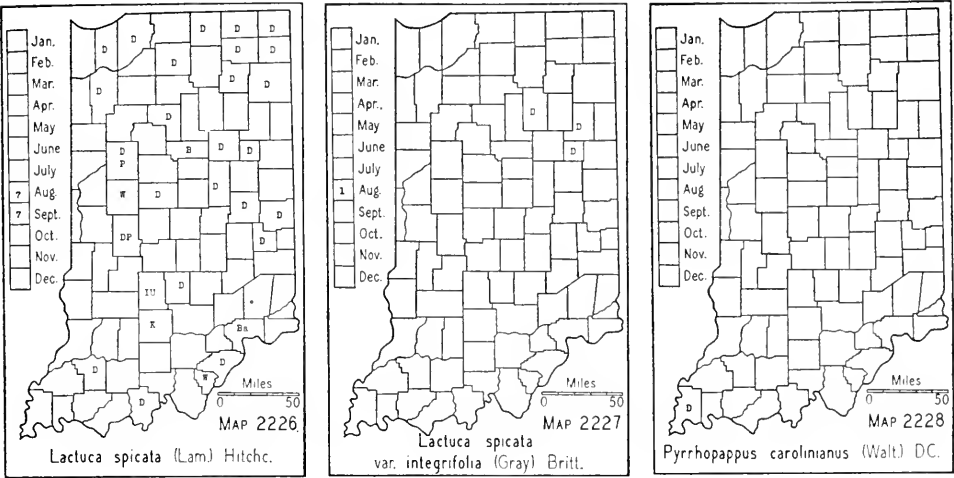 Jan.
Feb.
Mar.
Apr.
May
June
July
7 Aug.
7 Sept.
Oct.
Nov.
Dec.
D D D D
D D D
D
D D
D
D
D B D D
P
W D D
D D
DP D
IU D
K Ba
D D
W
D
Miles
0 50
MAP 2226
Lactuca spicata (Lam.) Hitchc.
Jan.
Feb.
Mar.
Apr.,
May
June
July
1 Aug.
Sept.
Oct.
Nov.
Dec.
D
D
D
Miles
0 50
MAP 2227
Lactuca spicata
var. integrifolia (Gray) Britt.
Jan.
Feb.
Mar.
Apr.
May
June
July
Aug
Sept.
Oct.
Nov.
Dec.
D
Miles
0 50
MAP 2228
Pyrrhopappus carolinianus (Walt.) DC.